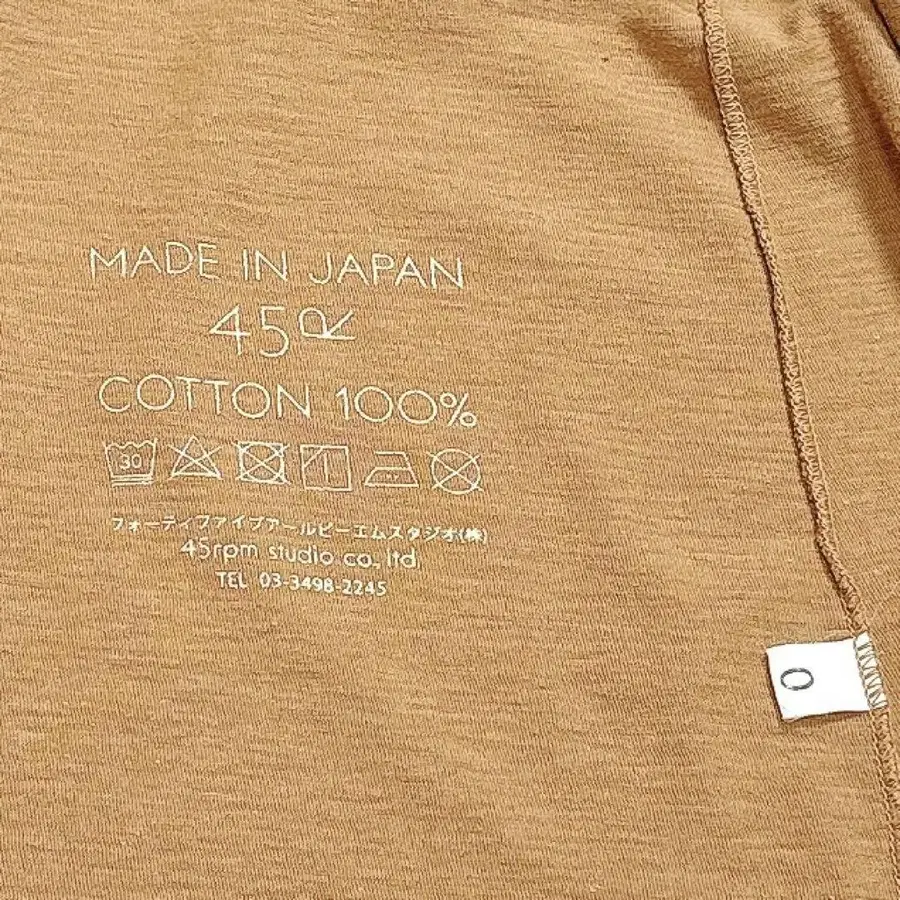 MADE IN JAPAN
45R
COTTON 100%
30
フォーティファイブアールピーエムスタジオ(株)
45rpm studio co., ltd
TEL 03-3498-2245
0